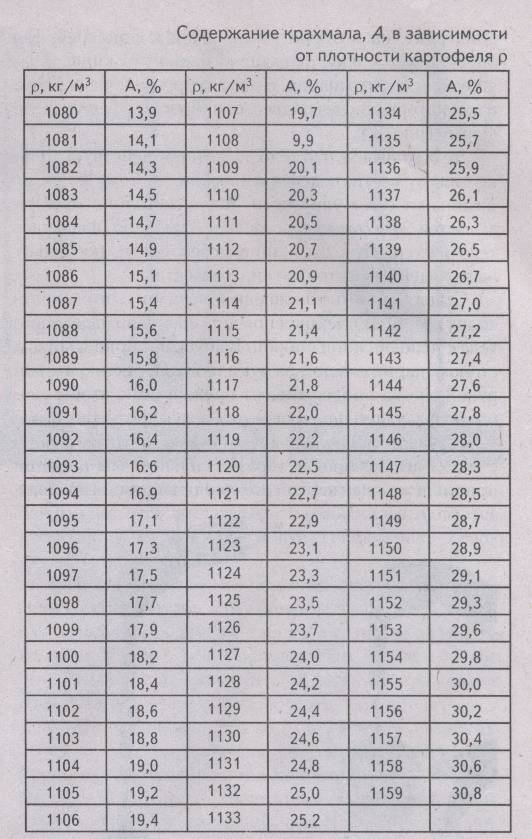 Содержание крахмала, А, в зависимости
от плотности картофеля ρ
ρ, кг/м³ А, % ρ, кг/м³ А, % ρ, кг/м³ А, %
1080 13,9 1107 19,7 1134 25,5
1081 14,1 1108 9,9 1135 25,7
1082 14,3 1109 20,1 1136 25,9
1083 14,5 1110 20,3 1137 26,1
1084 14,7 1111 20,5 1138 26,3
1085 14,9 1112 20,7 1139 26,5
1086 15,1 1113 20,9 1140 26,7
1087 15,4 1114 21,1 1141 27,0
1088 15,6 1115 21,4 1142 27,2
1089 15,8 1116 21,6 1143 27,4
1090 16,0 1117 21,8 1144 27,6
1091 16,2 1118 22,0 1145 27,8
1092 16,4 1119 22,2 1146 28,0
1093 16.6 1120 22,5 1147 28,3
1094 16,9 1121 22,7 1148 28,5
1095 17,1 1122 22,9 1149 28,7
1096 17,3 1123 23,1 1150 28,9
1097 17,5 1124 23,3 1151 29,1
1098 17,7 1125 23,5 1152 29,3
1099 17,9 1126 23,7 1153 29,6
1100 18,2 1127 24,0 1154 29,8
1101 18,4 1128 24,2 1155 30,0
1102 18,6 1129 24,4 1156 30,2
1103 18,8 1130 24,6 1157 30,4
1104 19,0 1131 24,8 1158 30,6
1105 19,2 1132 25,0 1159 30,8
1106 19,4 1133 25,2